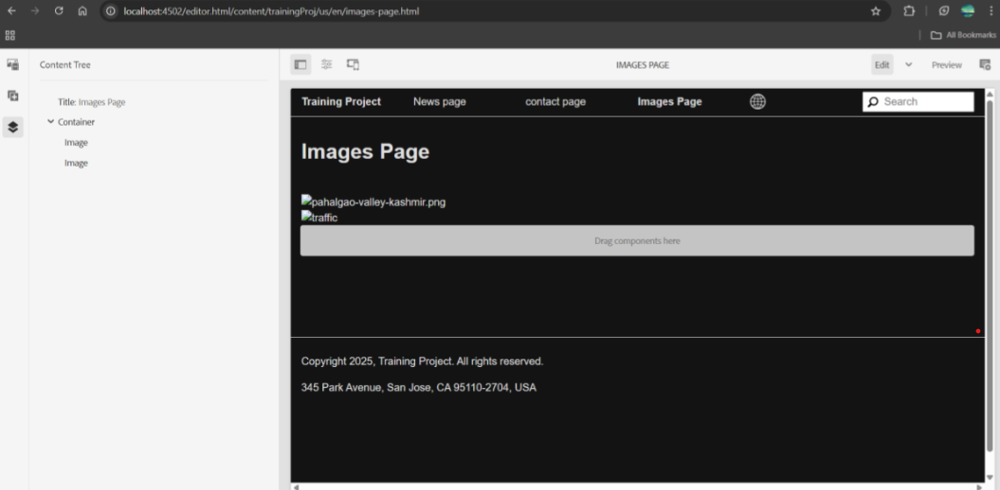 localhost:4502/editor.html/content/trainingProj/us/en/images-page.html
All Bookmarks
Content Tree
IMAGES PAGE
Edit
Preview
Title: Images Page
Container
Image
Image
Training Project News page contact page Images Page Search
Images Page
pahalgao-valley-kashmir.png
traffic
Drag components here
Copyright 2025, Training Project. All rights reserved.
345 Park Avenue, San Jose, CA 95110-2704, USA